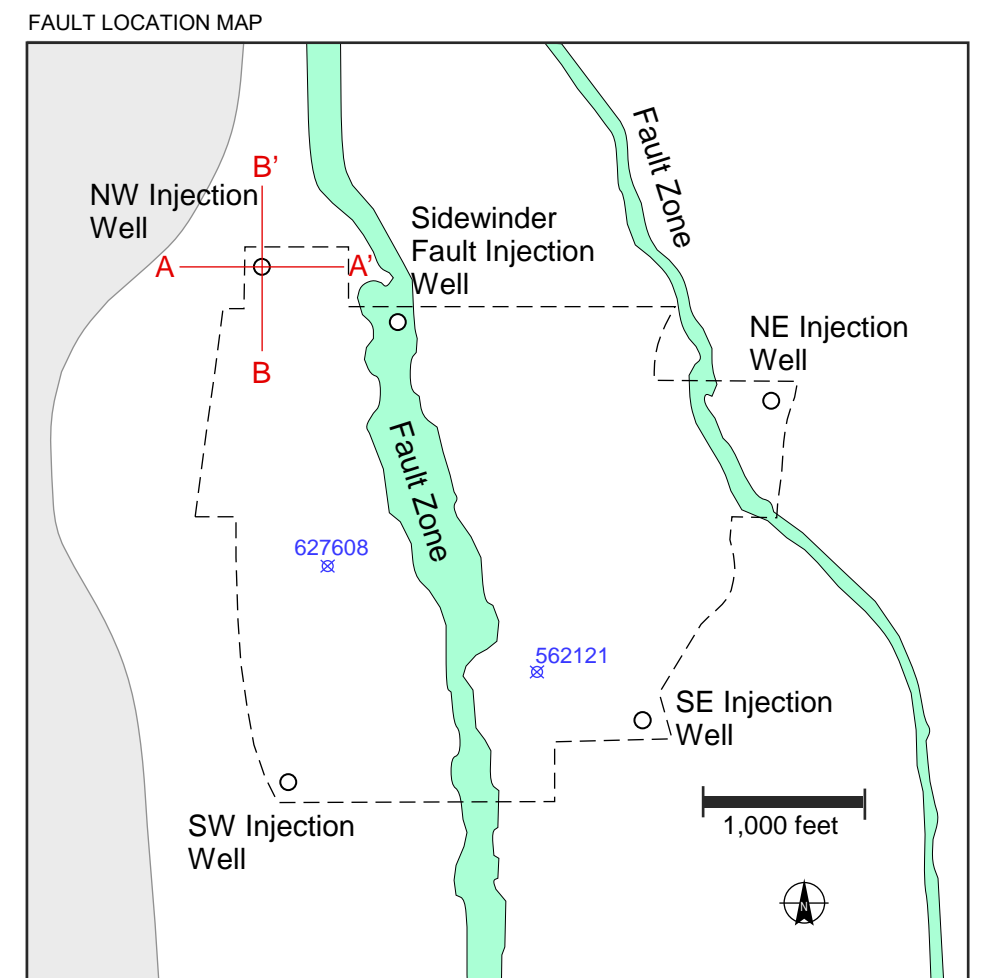 FAULT LOCATION MAP
B’
NW Injection
Well
A
A’
B
Sidewinder
Fault Injection
Well
Fault Zone
NE Injection
Well
Fault Zone
627608
562121
SE Injection
Well
1,000 feet
SW Injection
Well
N